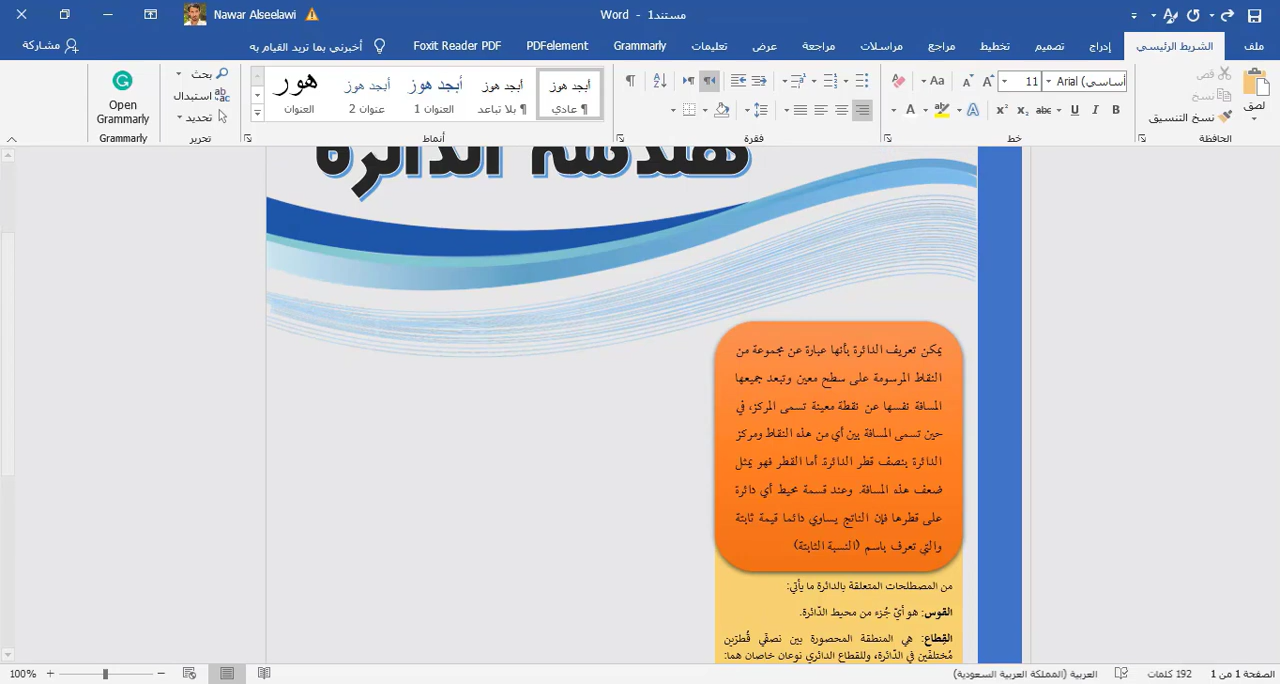 Nawar Alseelawi
مستند1 - Word
ملف
الشريط الرئيسي
إدراج
تصميم
تخطيط
مراجع
مراسلات
مراجعة
عرض
تعليمات
Grammarly
PDFelement
Foxit Reader PDF
أخبرني بما تريد القيام به
مشاركة
لصق
قص
نسخ
نسخ التنسيق
الحافظة
Arial (أساسي
11
Aa
B I U abc x₂ x²
خط
فقرة
أبجد هوز
¶ عادي
أبجد هوز
¶ بلا تباعد
أبجد هوز
العنوان 1
أبجد هوز
عنوان 2
هور
العنوان
أنماط
بحث
استبدال
تحديد
تحرير
Open
Grammarly
Grammarly
هندسة الدائرة
يمكن تعريف الدائرة بأنها عبارة عن مجموعة من
النقاط المرسومة على سطح معين وتبعد جميعها
المسافة نفسها عن نقطة معينة تسمى المركز، في
حين تسمى المسافة بين أي من هذه النقاط ومركز
الدائرة بنصف قطر الدائرة. أما القطر فهو يمثل
ضعف هذه المسافة. وعند قسمة محيط أي دائرة
على قطرها فإن الناتج يساوي دائما قيمة ثابتة
والتي تعرف باسم (النسبة الثابتة)
من المصطلحات المتعلقة بالدائرة ما يأتي:
القوس: هو أيّ جُزء من محيط الدّائرة.
القِطاع: هي المنطقة المحصورة بين نصفَي قُطرَين
مُختلفَين في الدّائرة، وللقطاع الدائري نوعان خاصان هما:
الصفحة 1 من 1
192 كلمات
العربية (المملكة العربية السعودية)
100%